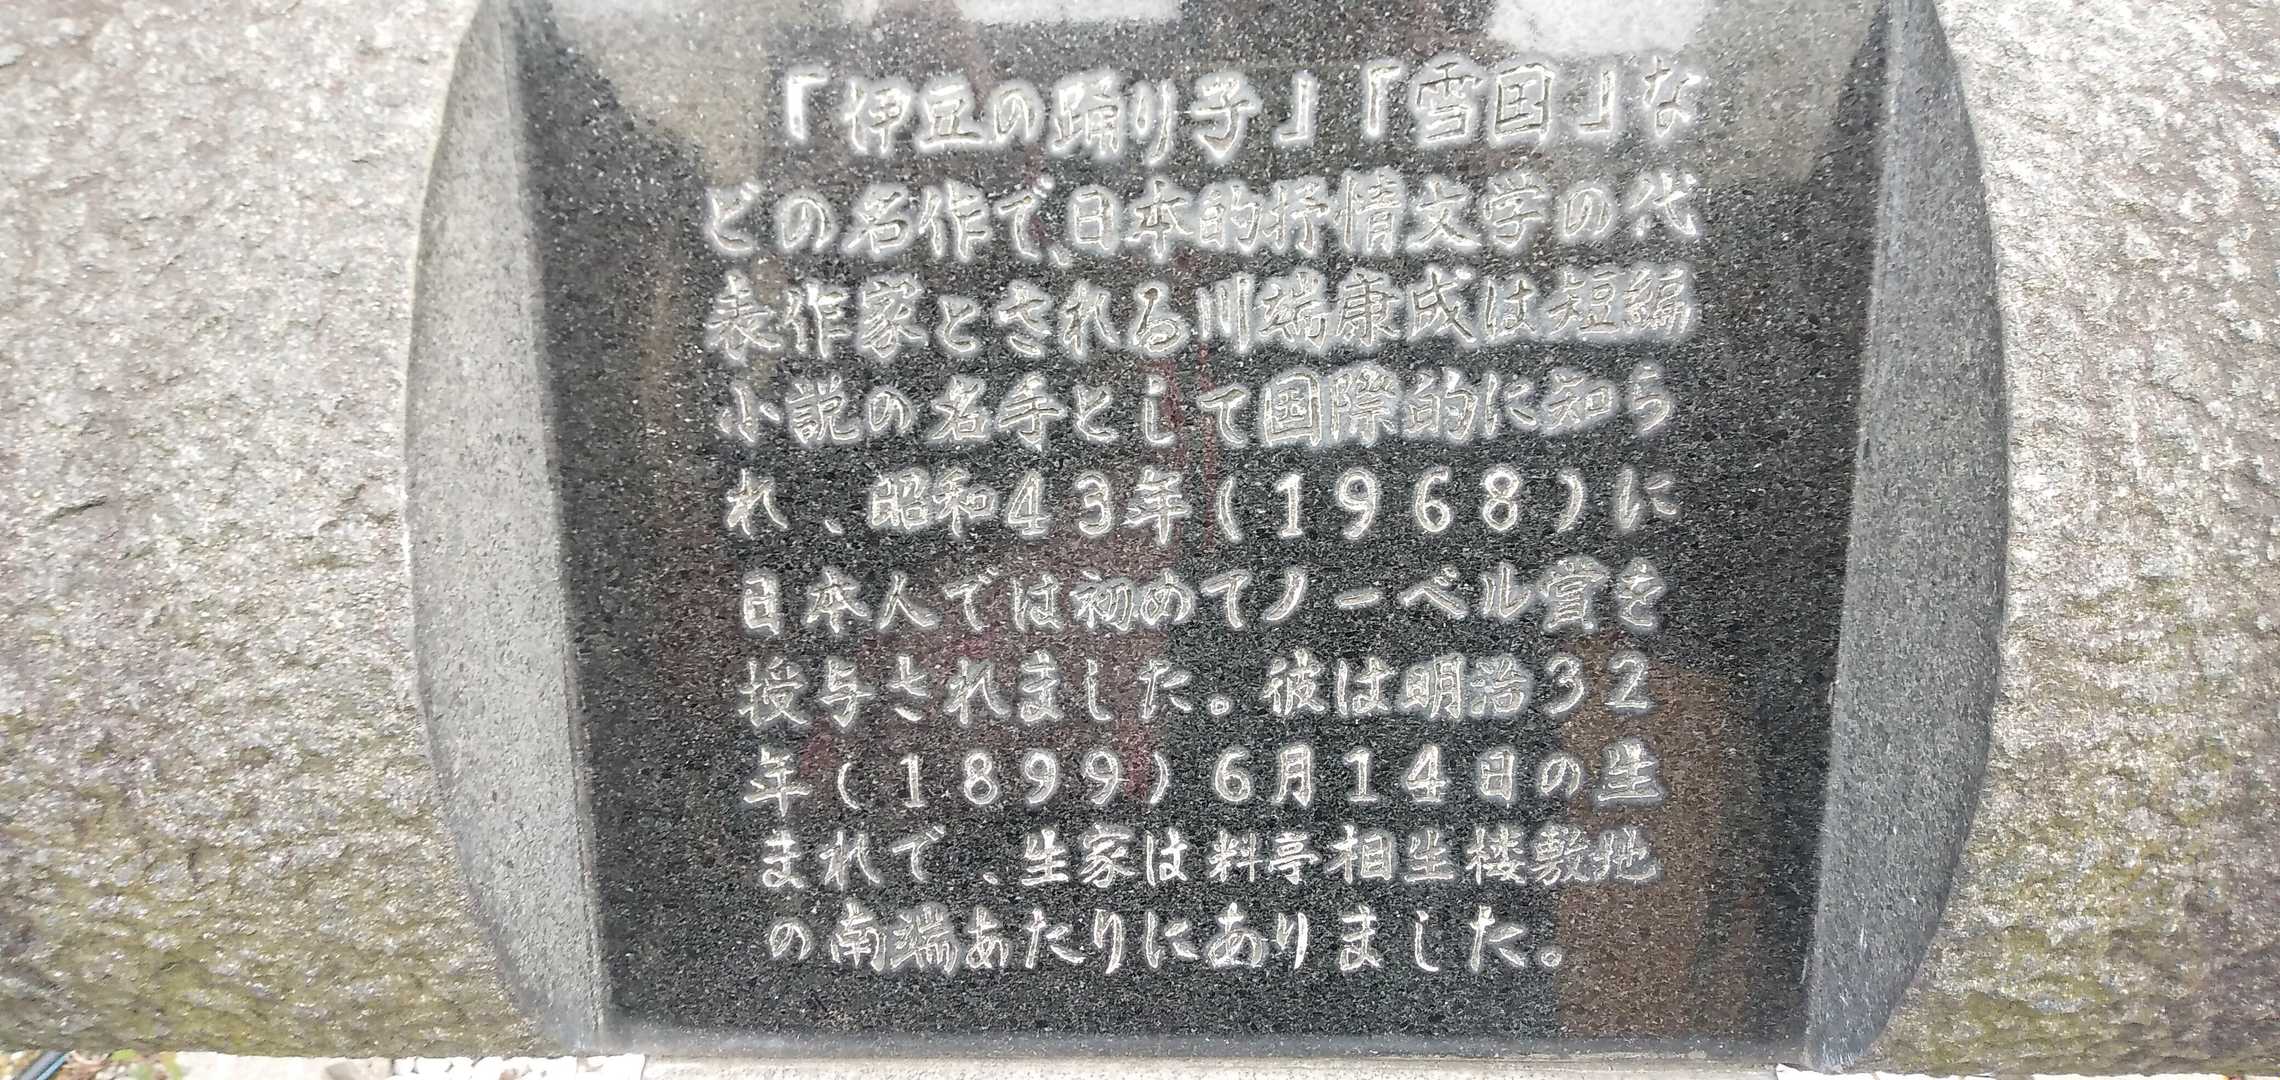 「伊豆の踊り子」「雪国」な
どの名作で、日本的抒情文学の代
表作家とされる川端康成は短編
小説の名手として国際的に知ら
れ、昭和43年(1968)に
日本人では初めてノーベル賞を
授与されました。彼は明治32
年(1899)6月14日の生
まれで、生家は料亭相生楼敷地
の南端あたりにありました。